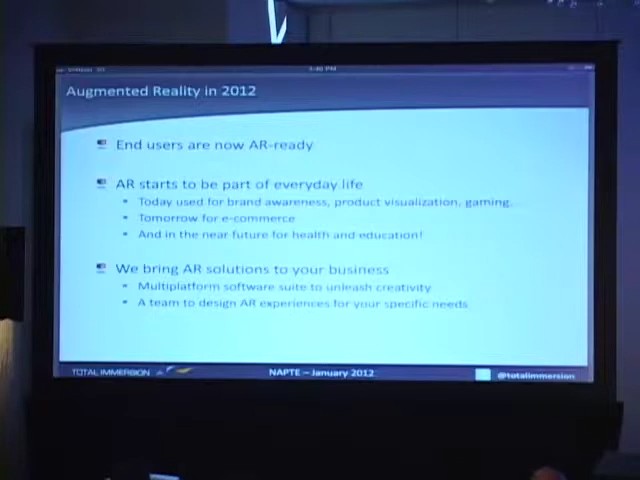 Augmented Reality in 2012
End users are now AR-ready
AR starts to be part of everyday life
Today used for brand awareness, product visualization, gaming...
Tomorrow for e-commerce
And in the near future for health and education!
We bring AR solutions to your business
Multiplatform software suite to unleash creativity
A team to design AR experiences for your specific needs
TOTAL IMMERSION
NAPTE – January 2012
@totalimmersion